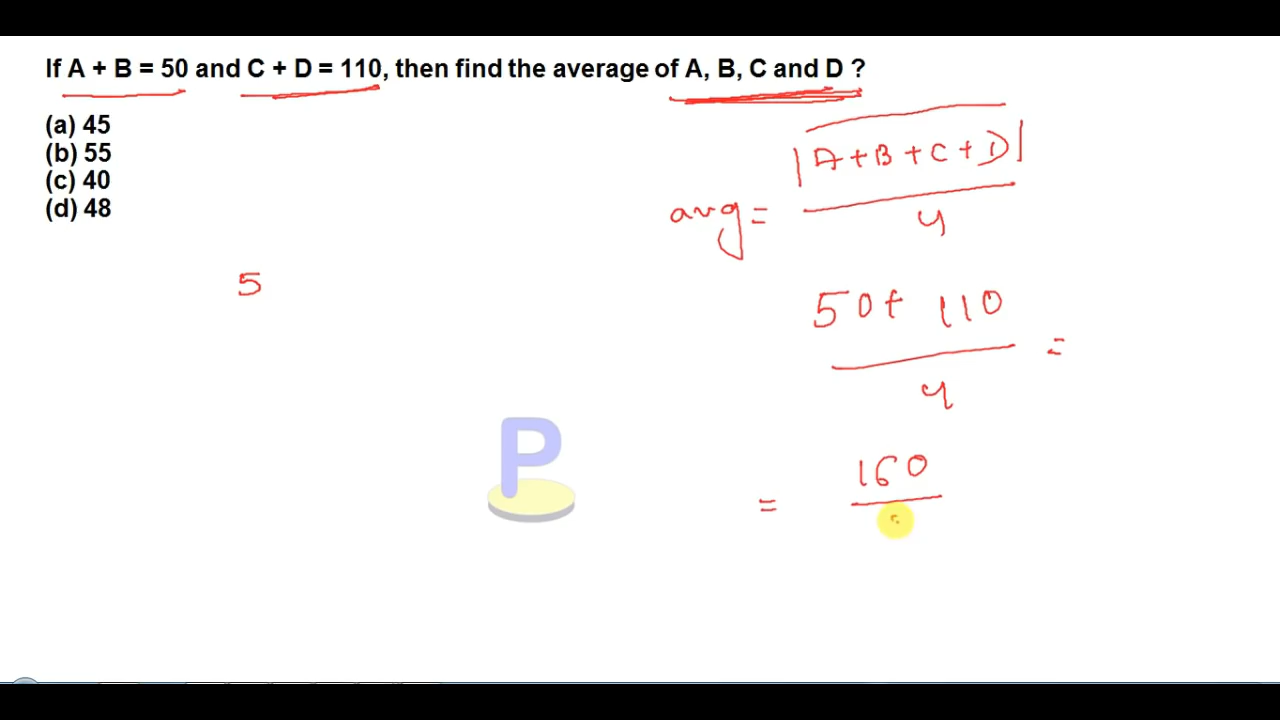 If A + B = 50 and C + D = 110, then find the average of A, B, C and D ?
(a) 45
(b) 55
(c) 40
(d) 48
avg = |A+B+C+D|
4
5
50+ 110
4
=
= 160
P